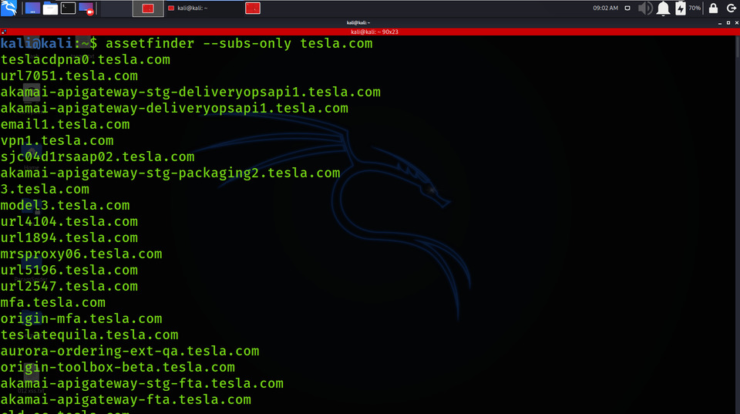 09:02 AM
70%
kali@kali: ~
kali@kali: ~
kali@kali: ~ 90x23
kali@kali:~$ assetfinder --subs-only tesla.com
teslacdpna0.tesla.com
url7051.tesla.com
akamai-apigateway-stg-deliveryopsapi1.tesla.com
akamai-apigateway-deliveryopsapi1.tesla.com
email1.tesla.com
vpn1.tesla.com
sjc04d1rsaap02.tesla.com
akamai-apigateway-stg-packaging2.tesla.com
3.tesla.com
model3.tesla.com
url4104.tesla.com
url1894.tesla.com
mrsproxy06.tesla.com
url5196.tesla.com
url2547.tesla.com
mfa.tesla.com
origin-mfa.tesla.com
teslatequila.tesla.com
aurora-ordering-ext-qa.tesla.com
origin-toolbox-beta.tesla.com
akamai-apigateway-stg-fta.tesla.com
akamai-apigateway-fta.tesla.com